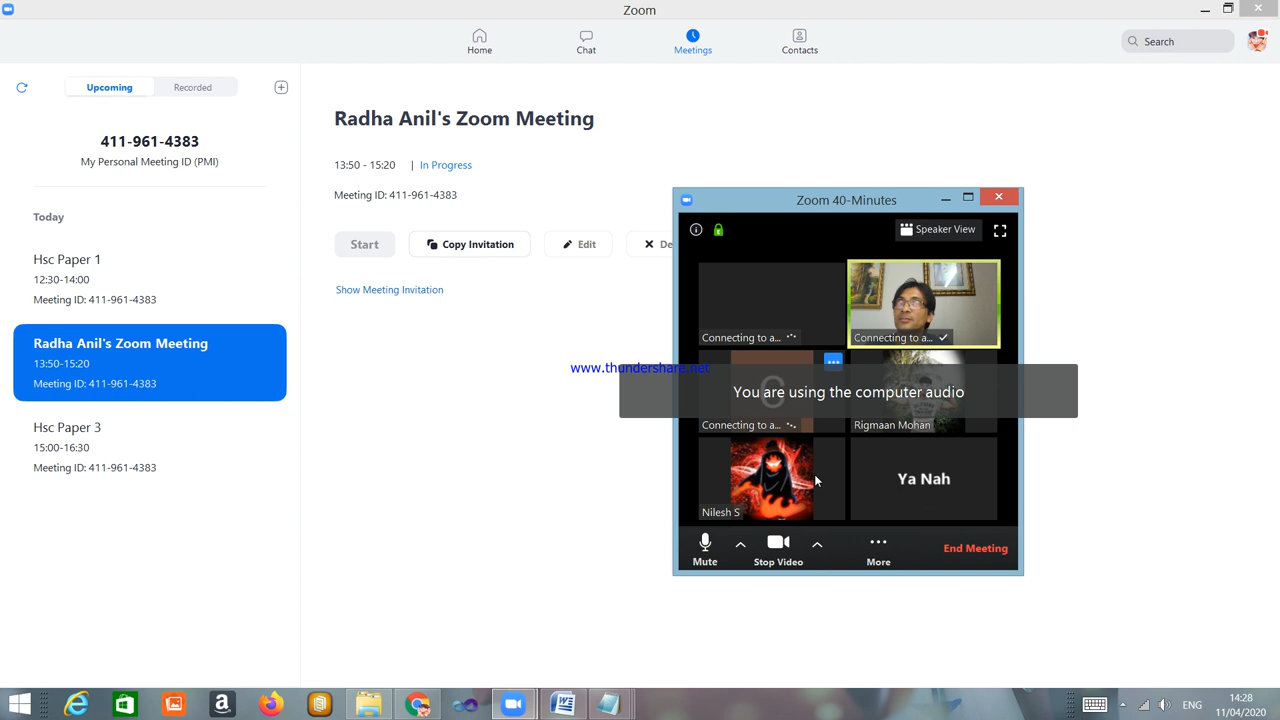 Zoom
Home
Chat
Meetings
Contacts
Search
Upcoming
Recorded
411-961-4383
My Personal Meeting ID (PMI)
Today
Hsc Paper 1
12:30-14:00
Meeting ID: 411-961-4383
Radha Anil's Zoom Meeting
13:50-15:20
Meeting ID: 411-961-4383
Hsc Paper 3
15:00-16:30
Meeting ID: 411-961-4383
Radha Anil's Zoom Meeting
13:50 - 15:20 | In Progress
Meeting ID: 411-961-4383
Start
Copy Invitation
Edit
De
Show Meeting Invitation
www.thundershare.net
Zoom 40-Minutes
Speaker View
Connecting to a...
Connecting to a...
You are using the computer audio
Connecting to a...
Rigmaan Mohan
Nilesh S
Ya Nah
Mute
Stop Video
More
End Meeting
ENG
14:28
11/04/2020